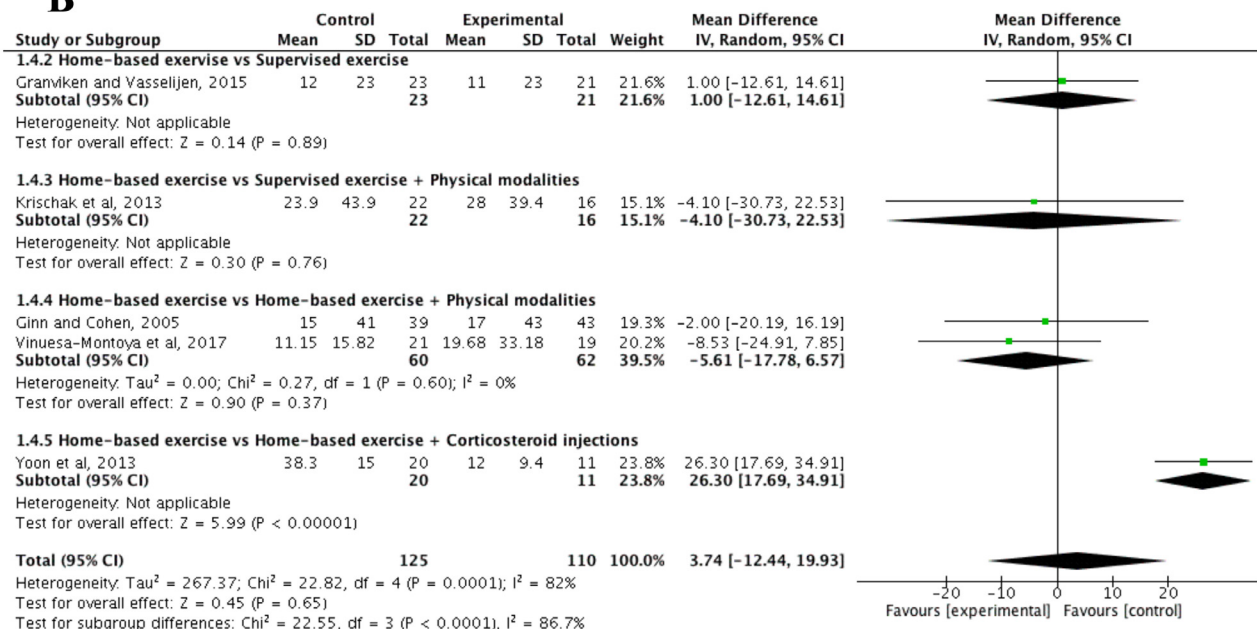 B
Control Experimental Mean Difference Mean Difference
Study or Subgroup Mean SD Total Mean SD Total Weight IV, Random, 95% CI IV, Random, 95% CI
1.4.2 Home-based exervise vs Supervised exercise
Granviken and Vasselijen, 2015 12 23 23 11 23 21 21.6% 1.00 [-12.61, 14.61]
Subtotal (95% CI) 23 21 21.6% 1.00 [-12.61, 14.61]
Heterogeneity: Not applicable
Test for overall effect: Z = 0.14 (P = 0.89)
1.4.3 Home-based exercise vs Supervised exercise + Physical modalities
Krischak et al, 2013 23.9 43.9 22 28 39.4 16 15.1% -4.10 [-30.73, 22.53]
Subtotal (95% CI) 22 16 15.1% -4.10 [-30.73, 22.53]
Heterogeneity: Not applicable
Test for overall effect: Z = 0.30 (P = 0.76)
1.4.4 Home-based exercise vs Home-based exercise + Physical modalities
Ginn and Cohen, 2005 15 41 39 17 43 43 19.3% -2.00 [-20.19, 16.19]
Vinuesa-Montoya et al, 2017 11.15 15.82 21 19.68 33.18 19 20.2% -8.53 [-24.91, 7.85]
Subtotal (95% CI) 60 62 39.5% -5.61 [-17.78, 6.57]
Heterogeneity: Tau² = 0.00; Chi² = 0.27, df = 1 (P = 0.60); I² = 0%
Test for overall effect: Z = 0.90 (P = 0.37)
1.4.5 Home-based exercise vs Home-based exercise + Corticosteroid injections
Yoon et al, 2013 38.3 15 20 12 9.4 11 23.8% 26.30 [17.69, 34.91]
Subtotal (95% CI) 20 11 23.8% 26.30 [17.69, 34.91]
Heterogeneity: Not applicable
Test for overall effect: Z = 5.99 (P < 0.00001)
Total (95% CI) 125 110 100.0% 3.74 [-12.44, 19.93]
Heterogeneity: Tau² = 267.37; Chi² = 22.82, df = 4 (P = 0.0001); I² = 82%
Test for overall effect: Z = 0.45 (P = 0.65)
Test for subgroup differences: Chi² = 22.55, df = 3 (P < 0.0001), I² = 86.7%
-20 -10 0 10 20
Favours [experimental] Favours [control]